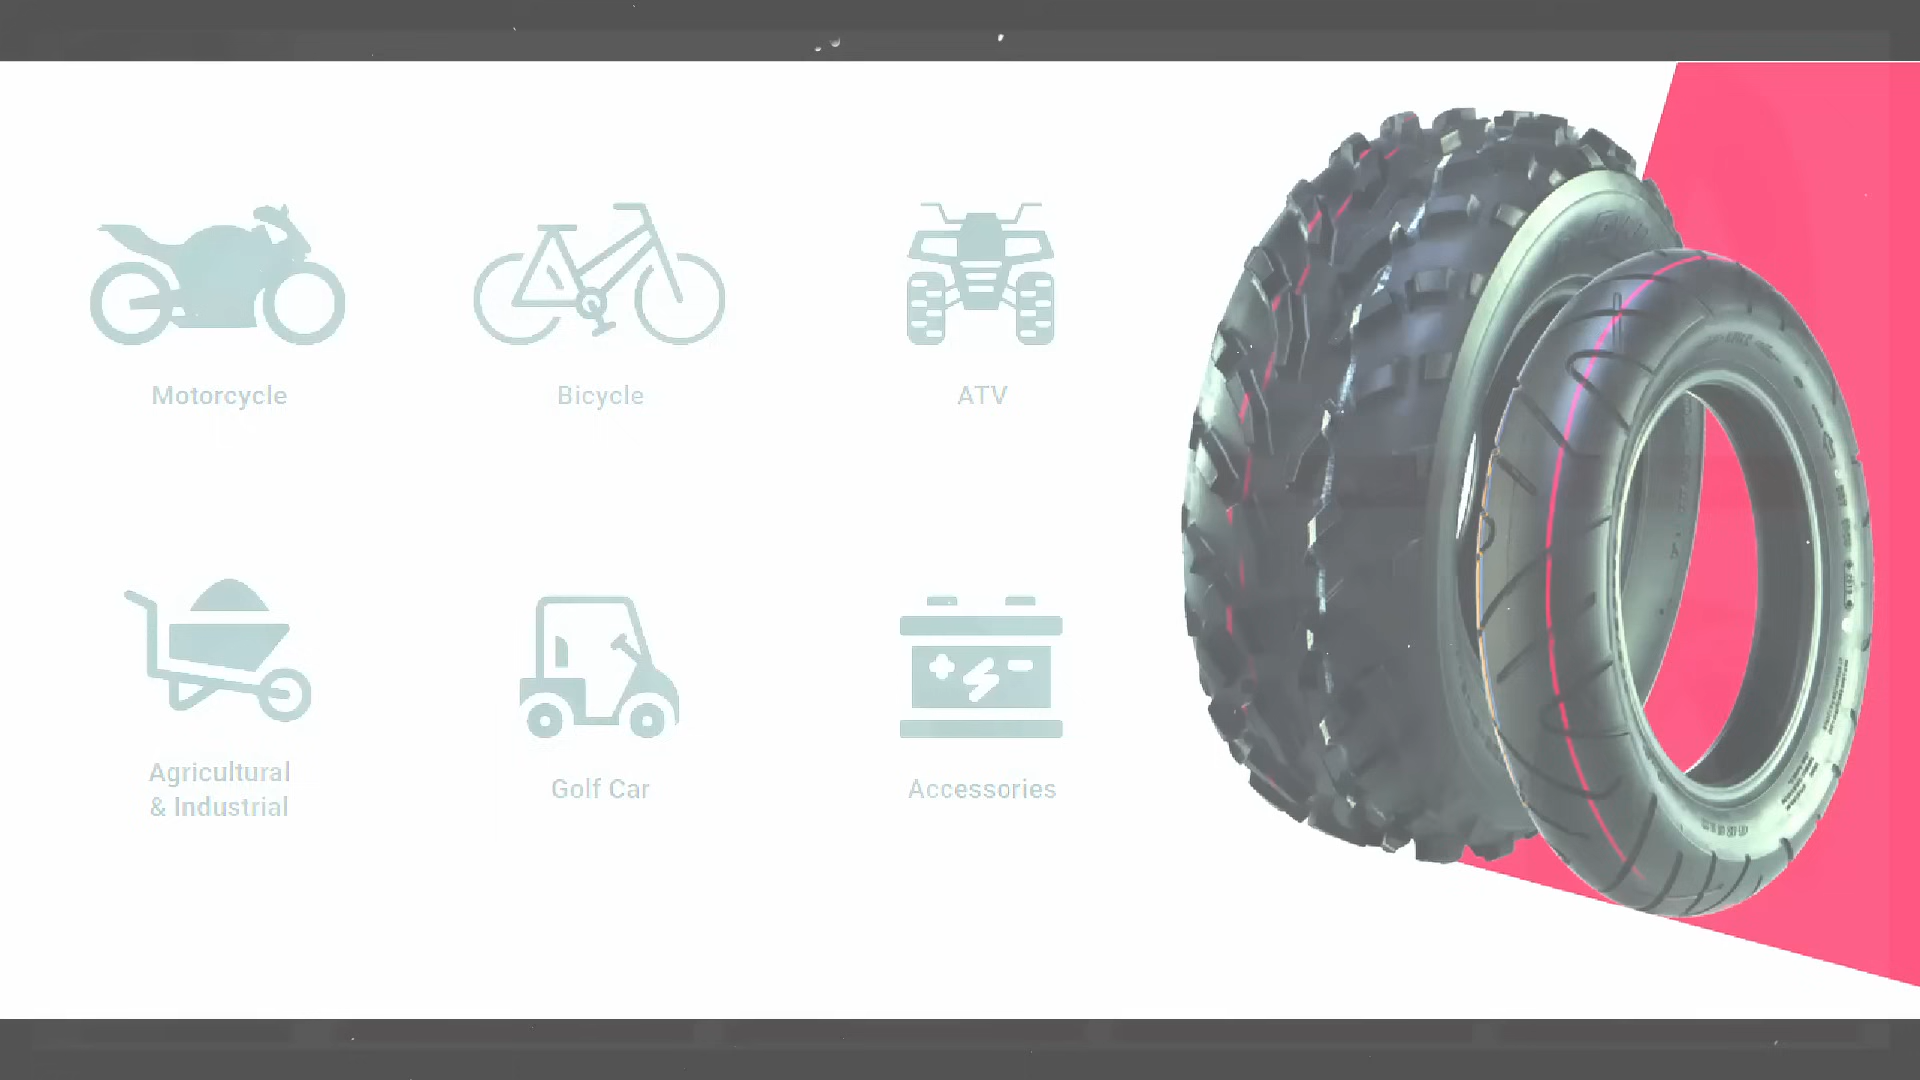 Motorcycle
Bicycle
ATV
Agricultural
& Industrial
Golf Car
Accessories